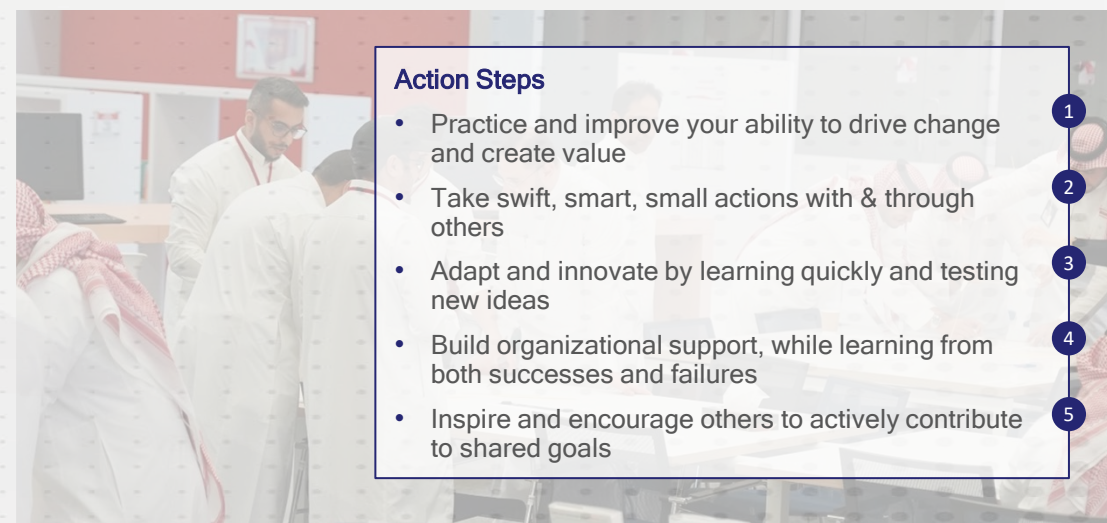 Action Steps
• Practice and improve your ability to drive change
and create value
1
• Take swift, smart, small actions with & through
others
2
• Adapt and innovate by learning quickly and testing
new ideas
3
• Build organizational support, while learning from
both successes and failures
4
• Inspire and encourage others to actively contribute
to shared goals
5